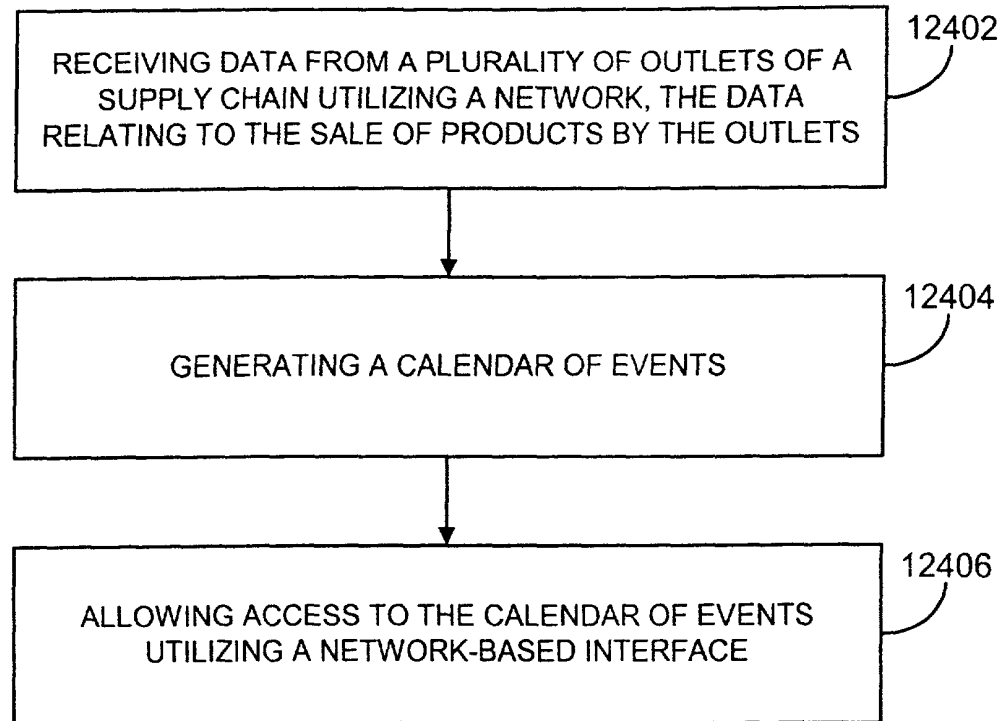 12402
RECEIVING DATA FROM A PLURALITY OF OUTLETS OF A
SUPPLY CHAIN UTILIZING A NETWORK, THE DATA
RELATING TO THE SALE OF PRODUCTS BY THE OUTLETS
12404
GENERATING A CALENDAR OF EVENTS
12406
ALLOWING ACCESS TO THE CALENDAR OF EVENTS
UTILIZING A NETWORK-BASED INTERFACE